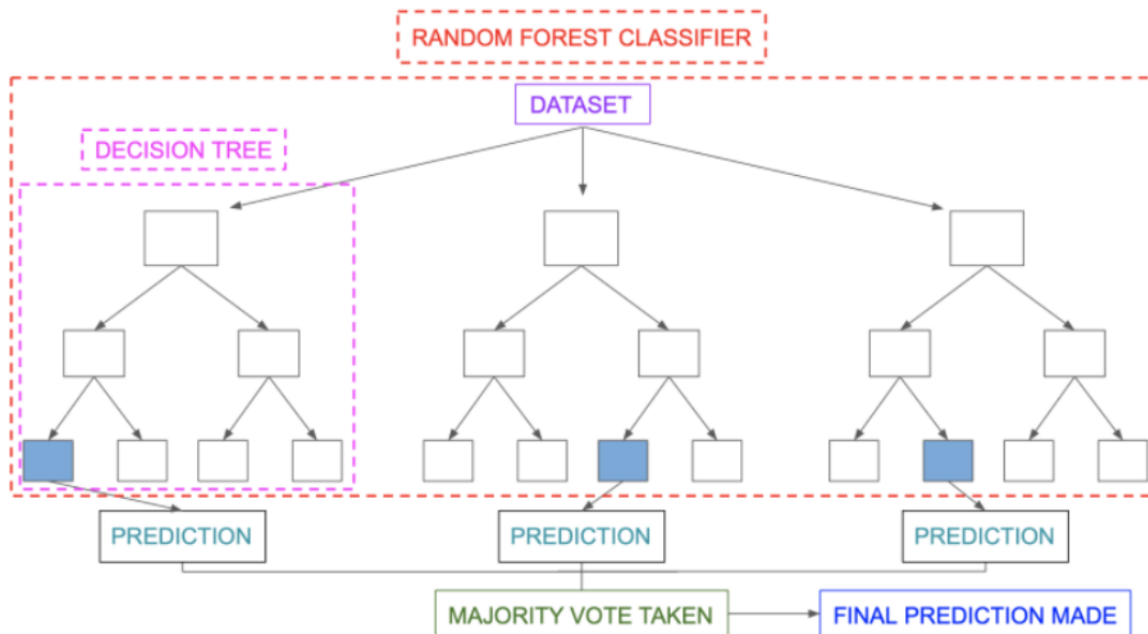 RANDOM FOREST CLASSIFIER
DATASET
DECISION TREE
PREDICTION
PREDICTION
PREDICTION
MAJORITY VOTE TAKEN
FINAL PREDICTION MADE